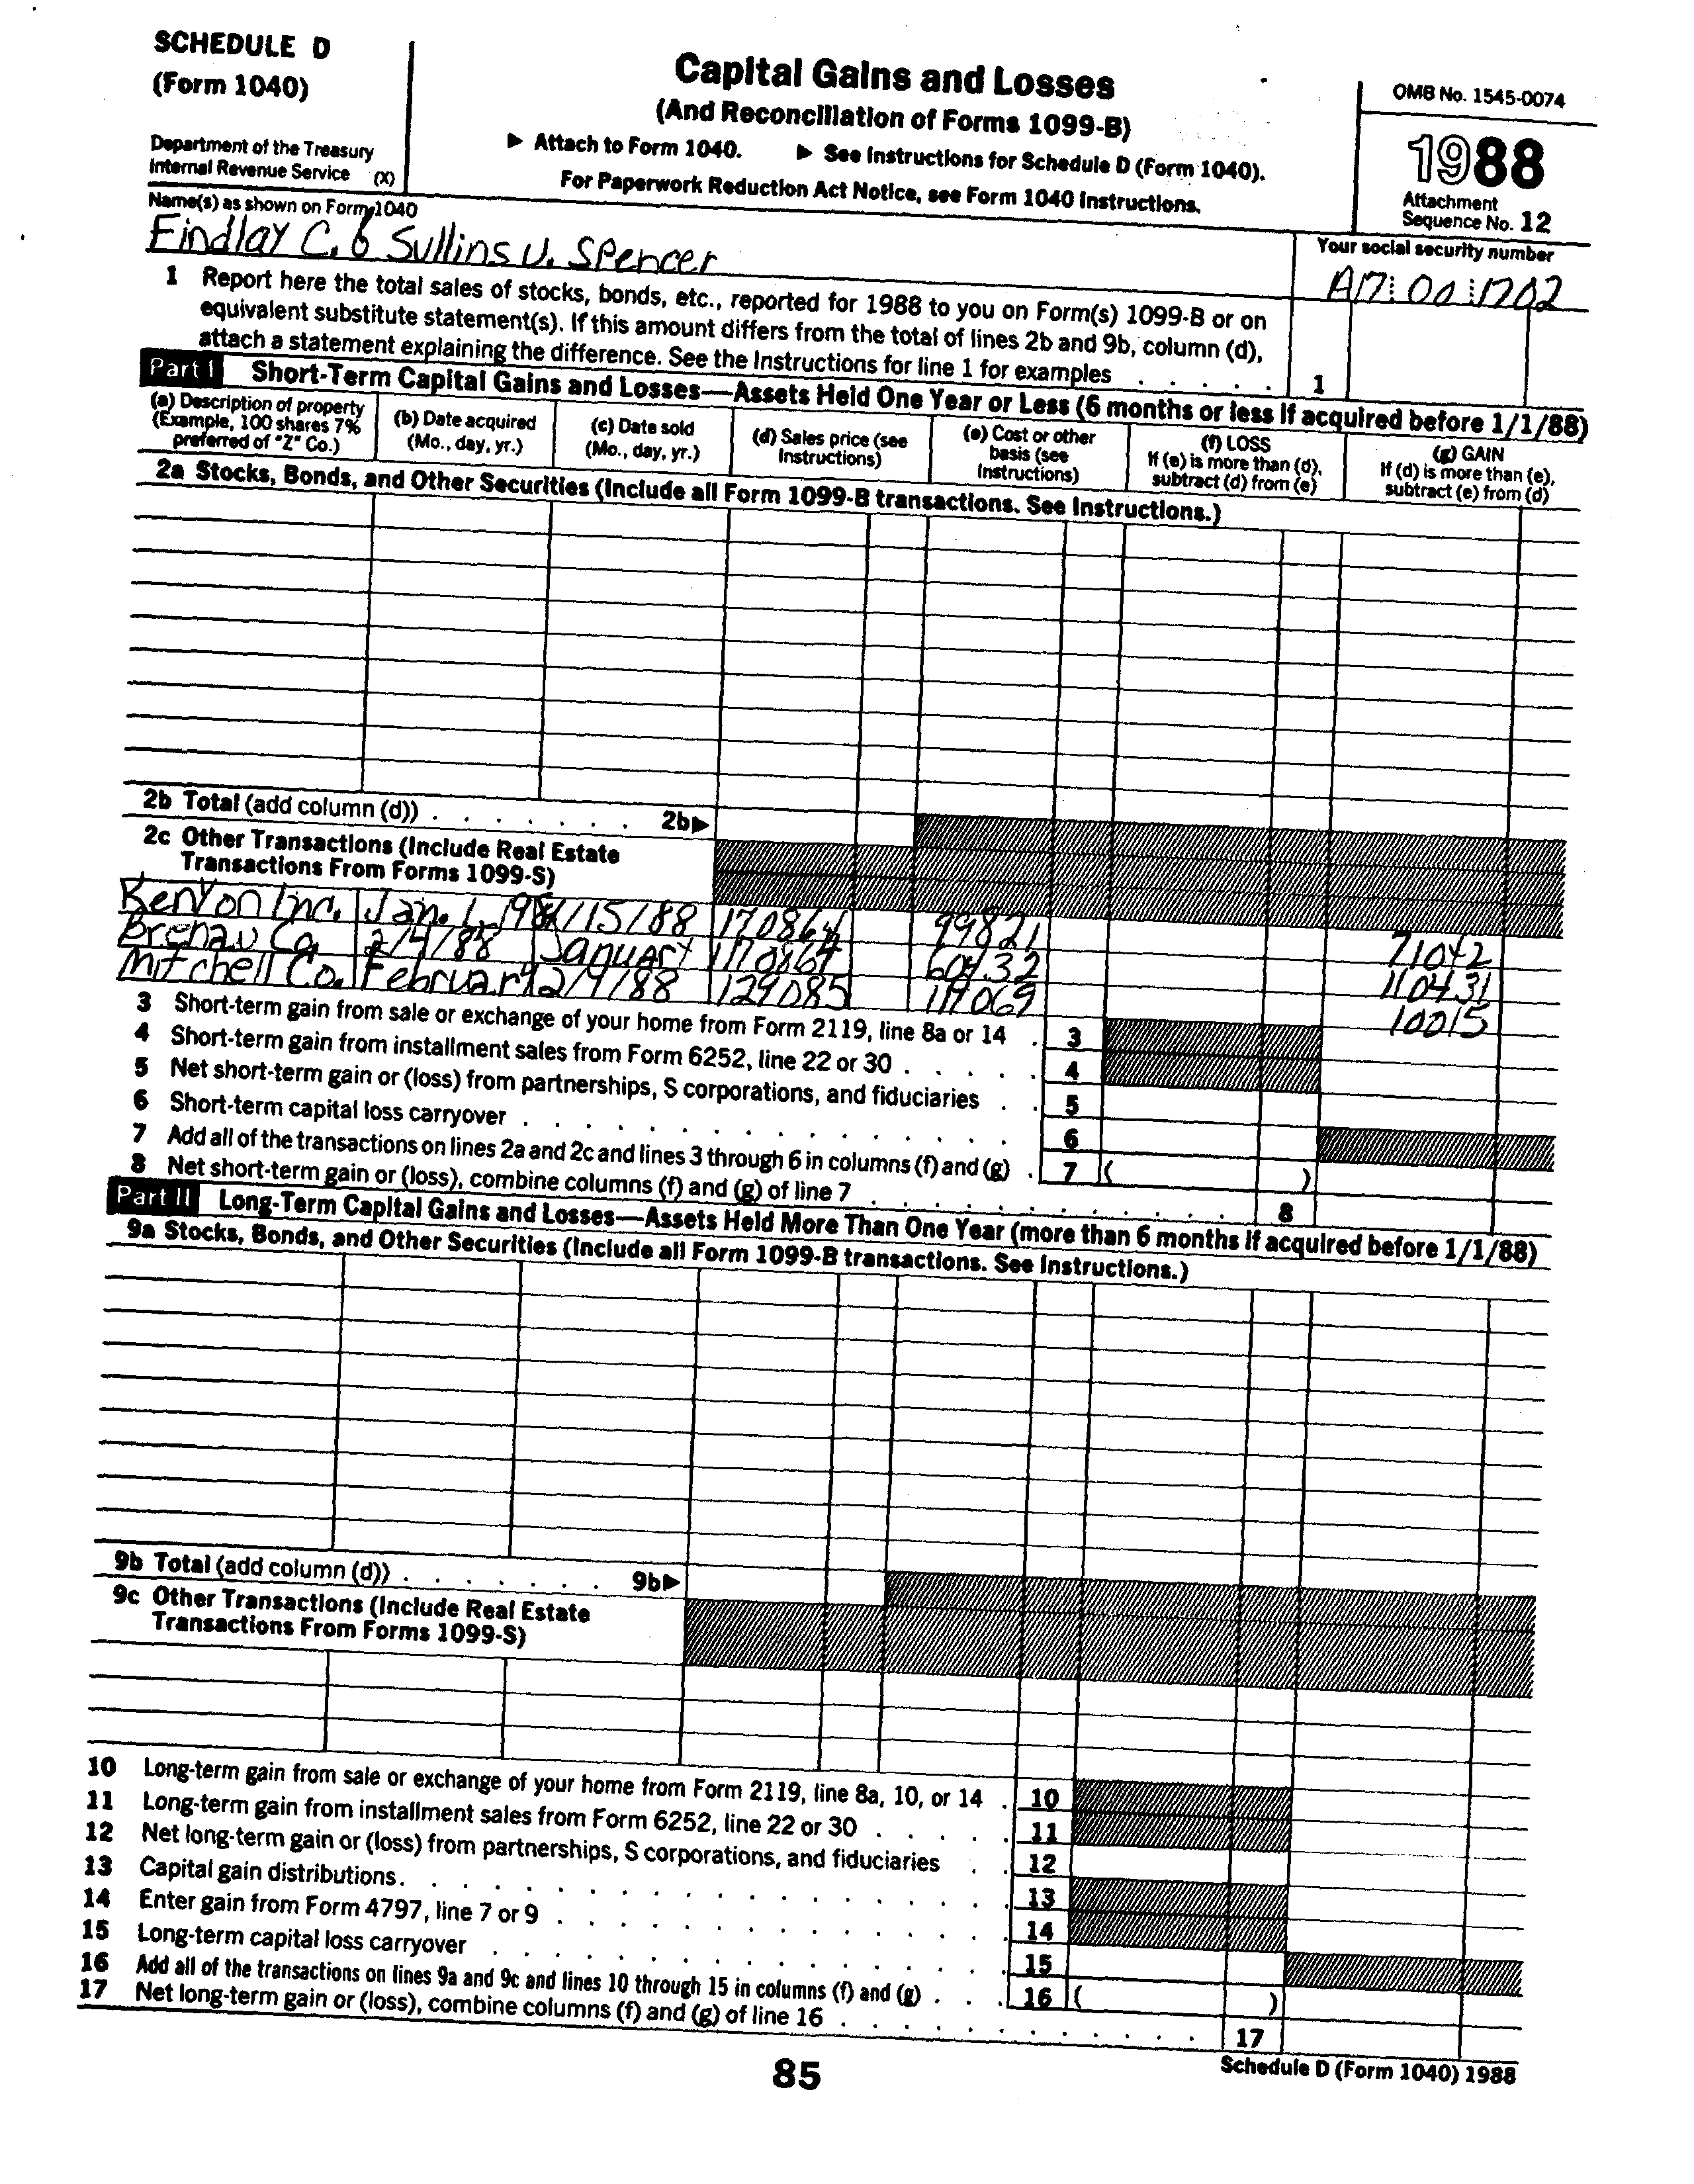 SCHEDULE D
(Form 1040)
Department of the Treasury
Internal Revenue Service (X)
Capital Gains and Losses
(And Reconciliation of Forms 1099-B)
▶ Attach to Form 1040. ▶ See Instructions for Schedule D (Form 1040).
For Paperwork Reduction Act Notice, see Form 1040 Instructions.
OMB No. 1545-0074
1988
Attachment
Sequence No. 12
Name(s) as shown on Form 1040
Findlay C. & Sullins U. Spencer
Your social security number
A17 00 1702
1 Report here the total sales of stocks, bonds, etc., reported for 1988 to you on Form(s) 1099-B or on
equivalent substitute statement(s). If this amount differs from the total of lines 2b and 9b, column (d),
attach a statement explaining the difference. See the Instructions for line 1 for examples . . . . . 1
Part I Short-Term Capital Gains and Losses—Assets Held One Year or Less (6 months or less if acquired before 1/1/88)
(a) Description of property
(Example, 100 shares 7%
preferred of "Z" Co.)
(b) Date acquired
(Mo., day, yr.)
(c) Date sold
(Mo., day, yr.)
(d) Sales price (see
Instructions)
(e) Cost or other
basis (see
Instructions)
(f) LOSS
If (e) is more than (d),
subtract (d) from (e)
(g) GAIN
If (d) is more than (e),
subtract (e) from (d)
2a Stocks, Bonds, and Other Securities (Include all Form 1099-B transactions. See Instructions.)
2b Total (add column (d)) . . . . . . . 2b▶
2c Other Transactions (Include Real Estate
Transactions From Forms 1099-S)
Kenyon Inc. Jan. 1, 198 /15/88 170864 99821 71042
Brenau Co. 2/4/88 January 170864 60432 110431
Mitchell Co. February 2/9/88 129085 119069 10015
3 Short-term gain from sale or exchange of your home from Form 2119, line 8a or 14 . 3
4 Short-term gain from installment sales from Form 6252, line 22 or 30 . . . . . 4
5 Net short-term gain or (loss) from partnerships, S corporations, and fiduciaries . . 5
6 Short-term capital loss carryover . . . . . . . . . . . . . . . . 6
7 Add all of the transactions on lines 2a and 2c and lines 3 through 6 in columns (f) and (g) . 7 ( )
8 Net short-term gain or (loss), combine columns (f) and (g) of line 7 . . . . . . . . . . . . 8
Part II Long-Term Capital Gains and Losses—Assets Held More Than One Year (more than 6 months if acquired before 1/1/88)
9a Stocks, Bonds, and Other Securities (Include all Form 1099-B transactions. See Instructions.)
9b Total (add column (d)) . . . . . . . 9b▶
9c Other Transactions (Include Real Estate
Transactions From Forms 1099-S)
10 Long-term gain from sale or exchange of your home from Form 2119, line 8a, 10, or 14 . 10
11 Long-term gain from installment sales from Form 6252, line 22 or 30 . . . . . 11
12 Net long-term gain or (loss) from partnerships, S corporations, and fiduciaries . . 12
13 Capital gain distributions . . . . . . . . . . . . . . . . . . . 13
14 Enter gain from Form 4797, line 7 or 9 . . . . . . . . . . . . . . 14
15 Long-term capital loss carryover . . . . . . . . . . . . . . . . . 15
16 Add all of the transactions on lines 9a and 9c and lines 10 through 15 in columns (f) and (g) . . . 16 ( )
17 Net long-term gain or (loss), combine columns (f) and (g) of line 16 . . . . . . . . . . . . 17
85
Schedule D (Form 1040) 1988